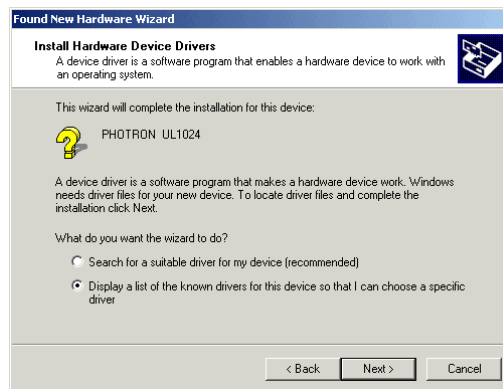 Found New Hardware Wizard
Install Hardware Device Drivers
A device driver is a software program that enables a hardware device to work with
an operating system.
This wizard will complete the installation for this device:
PHOTRON UL1024
A device driver is a software program that makes a hardware device work. Windows
needs driver files for your new device. To locate driver files and complete the
installation click Next.
What do you want the wizard to do?
Search for a suitable driver for my device (recommended)
Display a list of the known drivers for this device so that I can choose a specific
driver
< Back Next > Cancel